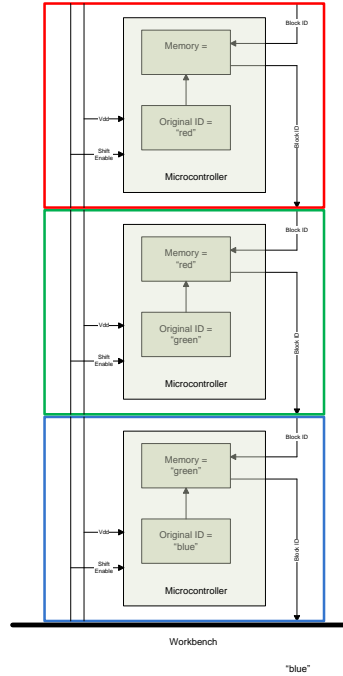 Block ID
Memory =
Original ID =
“red”
Vdd
Shift
Enable
Block ID
Microcontroller
Block ID
Memory =
“red”
Original ID =
“green”
Vdd
Shift
Enable
Block ID
Microcontroller
Block ID
Memory =
“green”
Original ID =
“blue”
Vdd
Shift
Enable
Block ID
Microcontroller
Workbench
“blue”